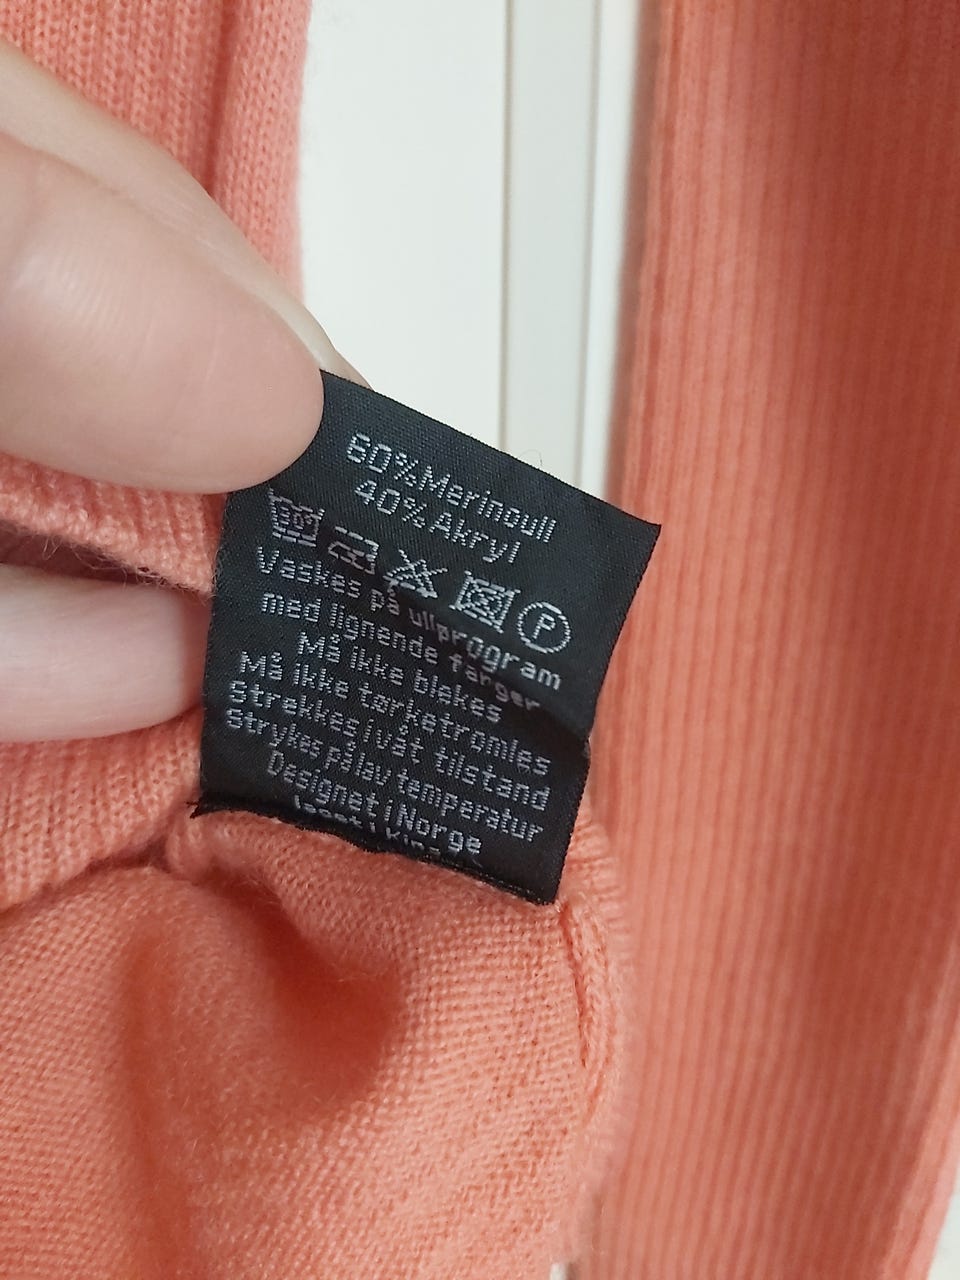 60%Merinoull
40%Akryl
P
Vaskes på ullprogram
med lignende farger
Må ikke blekes
Må ikke tørketromles
Strekkes i våt tilstand
Strykes på lav temperatur
Designet i Norge